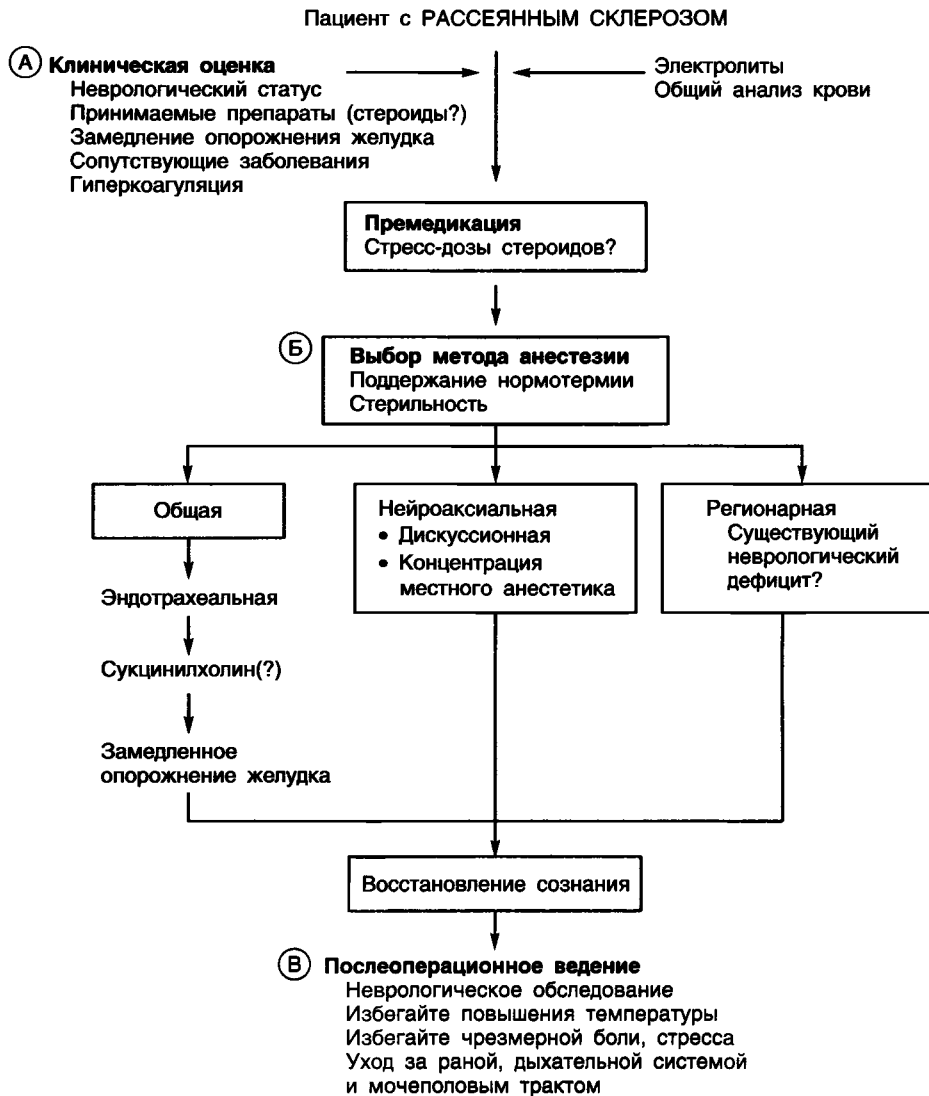 Пациент с РАССЕЯННЫМ СКЛЕРОЗОМ
А Клиническая оценка
Неврологический статус
Принимаемые препараты (стероиды?)
Замедление опорожнения желудка
Сопутствующие заболевания
Гиперкоагуляция
Электролиты
Общий анализ крови
Премедикация
Стресс-дозы стероидов?
Б
Выбор метода анестезии
Поддержание нормотермии
Стерильность
Общая
Эндотрахеальная
Сукцинилхолин(?)
Замедленное
опорожнение желудка
Нейроаксиальная
• Дискуссионная
• Концентрация
местного анестетика
Регионарная
Существующий
неврологический
дефицит?
Восстановление сознания
В Послеоперационное ведение
Неврологическое обследование
Избегайте повышения температуры
Избегайте чрезмерной боли, стресса
Уход за раной, дыхательной системой
и мочеполовым трактом